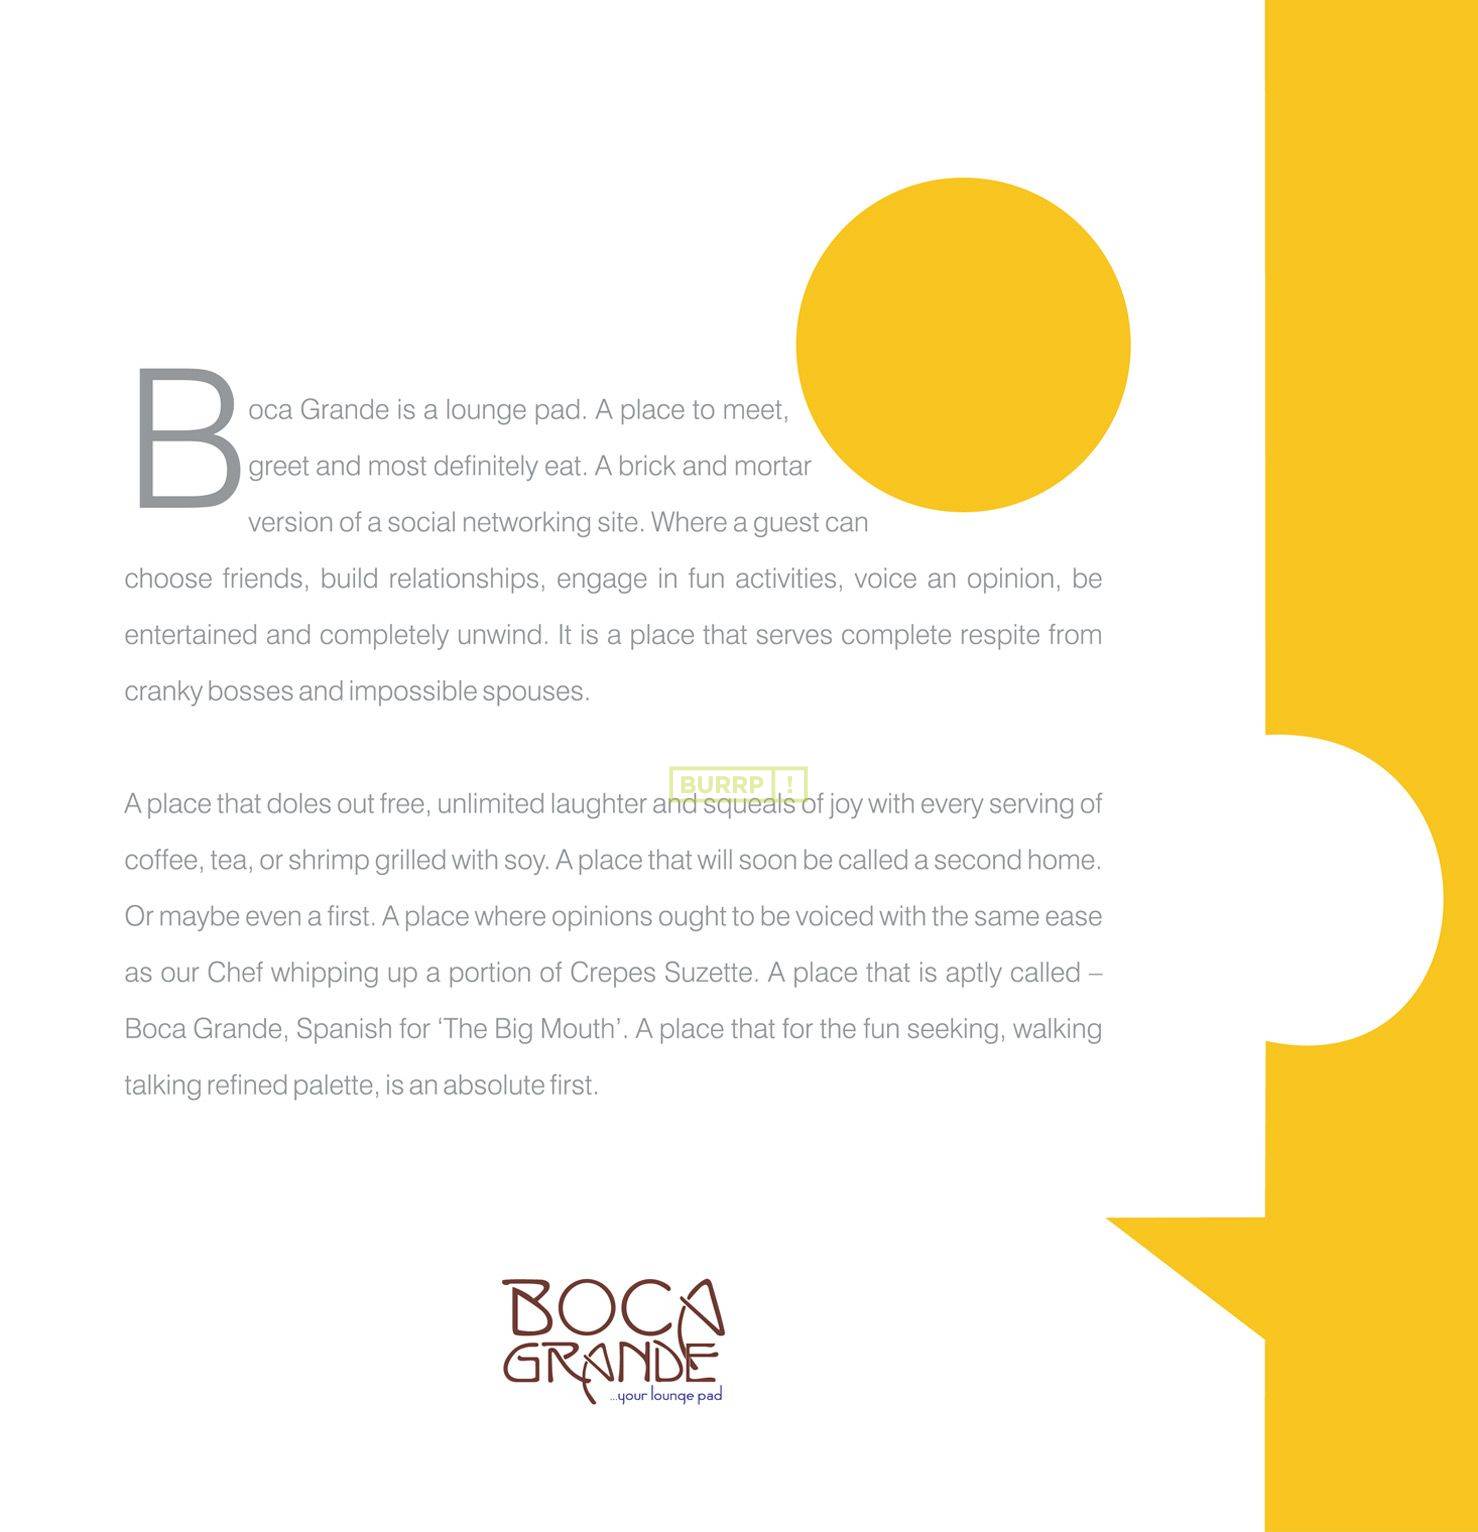 Boca Grande is a lounge pad. A place to meet,
greet and most definitely eat. A brick and mortar
version of a social networking site. Where a guest can
choose friends, build relationships, engage in fun activities, voice an opinion, be
entertained and completely unwind. It is a place that serves complete respite from
cranky bosses and impossible spouses.
BURRP !
A place that doles out free, unlimited laughter and squeals of joy with every serving of
coffee, tea, or shrimp grilled with soy. A place that will soon be called a second home.
Or maybe even a first. A place where opinions ought to be voiced with the same ease
as our Chef whipping up a portion of Crepes Suzette. A place that is aptly called –
Boca Grande, Spanish for ‘The Big Mouth’. A place that for the fun seeking, walking
talking refined palette, is an absolute first.
BOCA
GRANDE
...your lounge pad